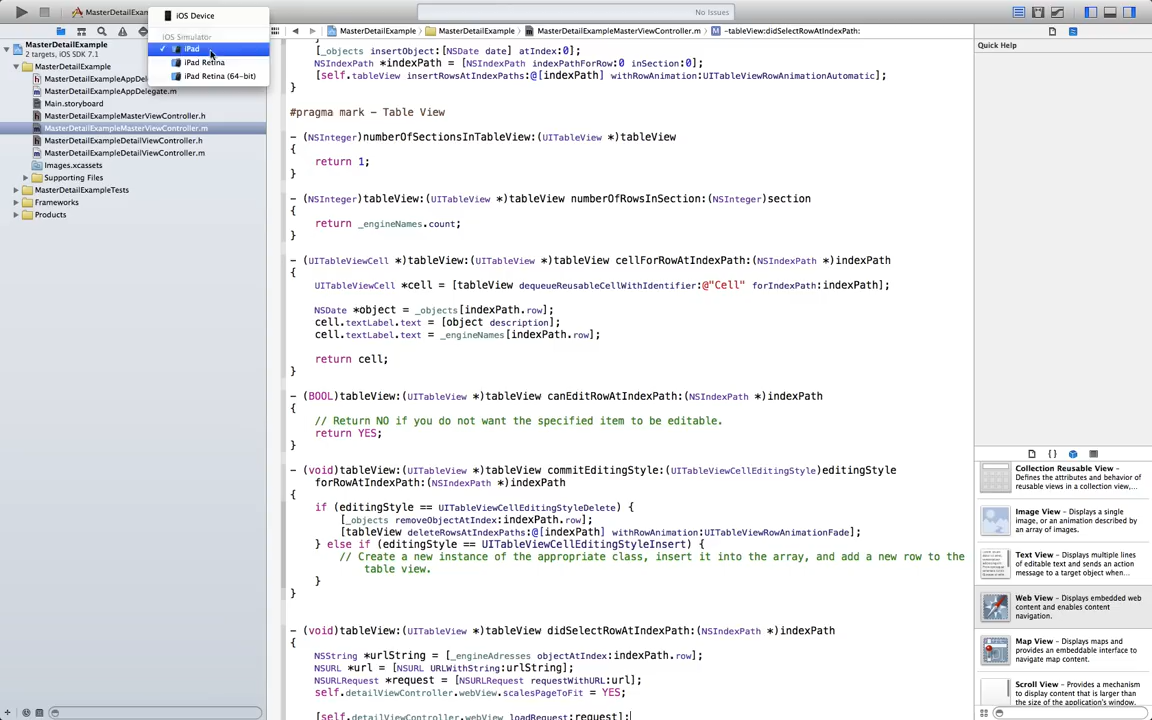 MasterDetailExam
iOS Device
iOS Simulator
✓ iPad
iPad Retina
iPad Retina (64-bit)
No Issues
MasterDetailExample
2 targets, iOS SDK 7.1
MasterDetailExample
MasterDetailExampleAppDel
MasterDetailExampleAppDelegate.m
Main.storyboard
MasterDetailExampleMasterViewController.h
MasterDetailExampleMasterViewController.m
MasterDetailExampleDetailViewController.h
MasterDetailExampleDetailViewController.m
Images.xcassets
Supporting Files
MasterDetailExampleTests
Frameworks
Products
MasterDetailExample
MasterDetailExample
MasterDetailExampleMasterViewController.m
-tableView:didSelectRowAtIndexPath:
[_objects insertObject:[NSDate date] atIndex:0];
NSIndexPath *indexPath = [NSIndexPath indexPathForRow:0 inSection:0];
[self.tableView insertRowsAtIndexPaths:@[indexPath] withRowAnimation:UITableViewRowAnimationAutomatic];
}
#pragma mark - Table View
- (NSInteger)numberOfSectionsInTableView:(UITableView *)tableView
{
return 1;
}
- (NSInteger)tableView:(UITableView *)tableView numberOfRowsInSection:(NSInteger)section
{
return _engineNames.count;
}
- (UITableViewCell *)tableView:(UITableView *)tableView cellForRowAtIndexPath:(NSIndexPath *)indexPath
{
UITableViewCell *cell = [tableView dequeueReusableCellWithIdentifier:@"Cell" forIndexPath:indexPath];
NSDate *object = _objects[indexPath.row];
cell.textLabel.text = [object description];
cell.textLabel.text = _engineNames[indexPath.row];
return cell;
}
- (BOOL)tableView:(UITableView *)tableView canEditRowAtIndexPath:(NSIndexPath *)indexPath
{
// Return NO if you do not want the specified item to be editable.
return YES;
}
- (void)tableView:(UITableView *)tableView commitEditingStyle:(UITableViewCellEditingStyle)editingStyle
forRowAtIndexPath:(NSIndexPath *)indexPath
{
if (editingStyle == UITableViewCellEditingStyleDelete) {
[_objects removeObjectAtIndex:indexPath.row];
[tableView deleteRowsAtIndexPaths:@[indexPath] withRowAnimation:UITableViewRowAnimationFade];
} else if (editingStyle == UITableViewCellEditingStyleInsert) {
// Create a new instance of the appropriate class, insert it into the array, and add a new row to the
table view.
}
}
- (void)tableView:(UITableView *)tableView didSelectRowAtIndexPath:(NSIndexPath *)indexPath
{
NSString *urlString = [_engineAdresses objectAtIndex:indexPath.row];
NSURL *url = [NSURL URLWithString:urlString];
NSURLRequest *request = [NSURLRequest requestWithURL:url];
self.detailViewController.webView.scalesPageToFit = YES;
[self.detailViewController.webView loadRequest:request];
Quick Help
{ }
Collection Reusable View -
Defines the attributes and behavior of
reusable views in a collection view,...
Image View - Displays a single
image, or an animation described by
an array of images.
Text View - Displays multiple lines
of editable text and sends an action
message to a target object when...
Web View - Displays embedded web
content and enables content
navigation.
Map View - Displays maps and
provides an embeddable interface to
navigate map content.
Scroll View - Provides a mechanism
to display content that is larger than
the size of the application's window.